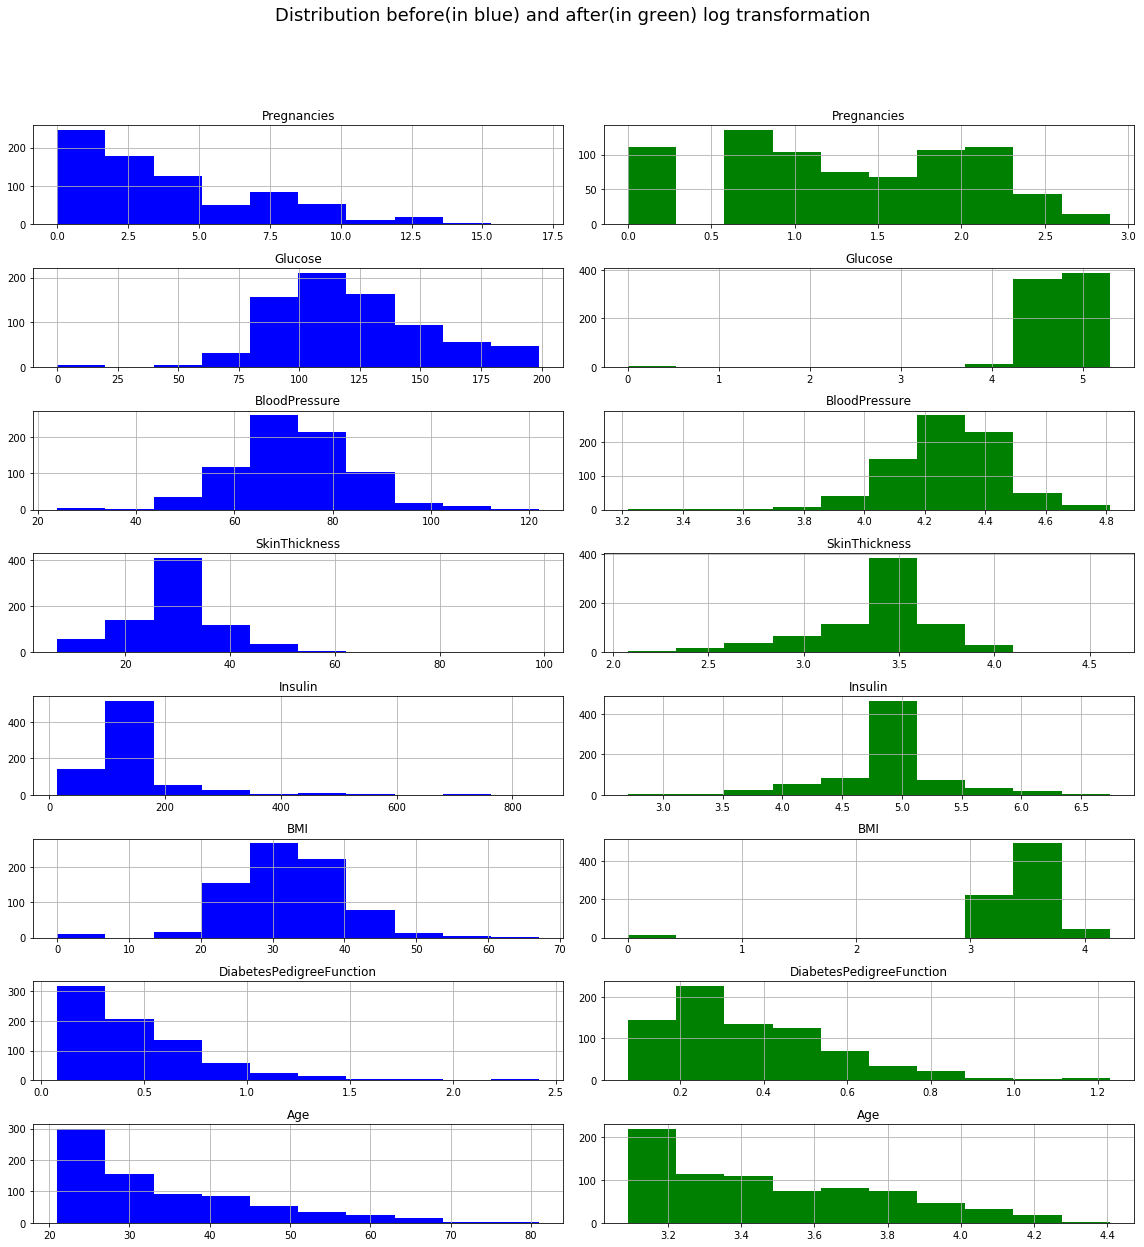 Distribution before(in blue) and after(in green) log transformation
Pregnancies
200
100
0
0.0 2.5 5.0 7.5 10.0 12.5 15.0 17.5
Pregnancies
100
50
0
0.0 0.5 1.0 1.5 2.0 2.5 3.0
Glucose
200
100
0
0 25 50 75 100 125 150 175 200
Glucose
400
200
0
0 1 2 3 4 5
BloodPressure
200
100
0
20 40 60 80 100 120
BloodPressure
200
100
0
3.2 3.4 3.6 3.8 4.0 4.2 4.4 4.6 4.8
SkinThickness
400
200
0
20 40 60 80 100
SkinThickness
400
200
0
2.0 2.5 3.0 3.5 4.0 4.5
Insulin
400
200
0
0 200 400 600 800
Insulin
400
200
0
3.0 3.5 4.0 4.5 5.0 5.5 6.0 6.5
BMI
200
100
0
0 10 20 30 40 50 60 70
BMI
400
200
0
0 1 2 3 4
DiabetesPedigreeFunction
300
200
100
0
0.0 0.5 1.0 1.5 2.0 2.5
DiabetesPedigreeFunction
200
100
0
0.2 0.4 0.6 0.8 1.0 1.2
Age
300
200
100
0
20 30 40 50 60 70 80
Age
200
100
0
3.2 3.4 3.6 3.8 4.0 4.2 4.4